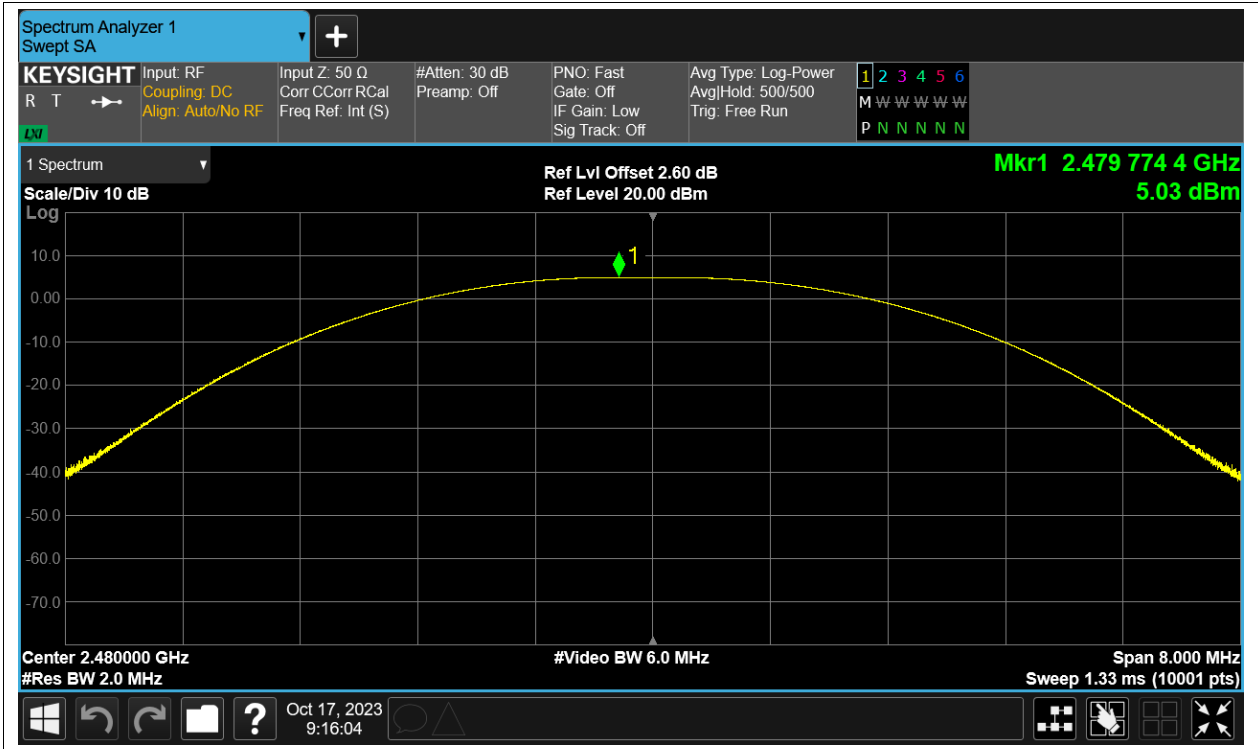 Spectrum Analyzer 1
Swept SA
KEYSIGHT
R T
LXI
Input: RF
Coupling: DC
Align: Auto/No RF
Input Z: 50 Ω
Corr CCorr RCal
Freq Ref: Int (S)
#Atten: 30 dB
Preamp: Off
PNO: Fast
Gate: Off
IF Gain: Low
Sig Track: Off
Avg Type: Log-Power
Avg|Hold: 500/500
Trig: Free Run
1 2 3 4 5 6
M W W W W W
P N N N N N
1 Spectrum
Scale/Div 10 dB
Ref Lvl Offset 2.60 dB
Ref Level 20.00 dBm
Mkr1 2.479 774 4 GHz
5.03 dBm
Log
1
10.0
0.00
-10.0
-20.0
-30.0
-40.0
-50.0
-60.0
-70.0
Center 2.480000 GHz
#Res BW 2.0 MHz
#Video BW 6.0 MHz
Span 8.000 MHz
Sweep 1.33 ms (10001 pts)
?
Oct 17, 2023
9:16:04